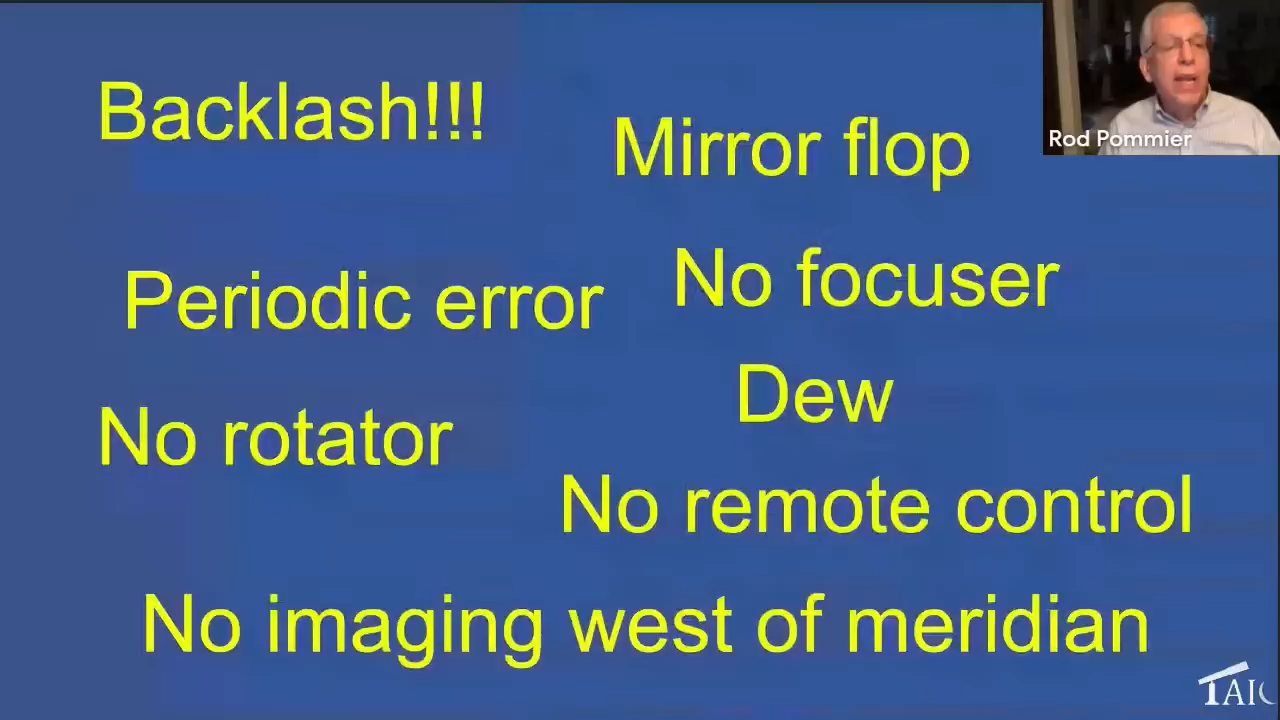 Backlash!!!
Mirror flop
Rod Pommier
Periodic error
No focuser
No rotator
Dew
No remote control
No imaging west of meridian
TAIC